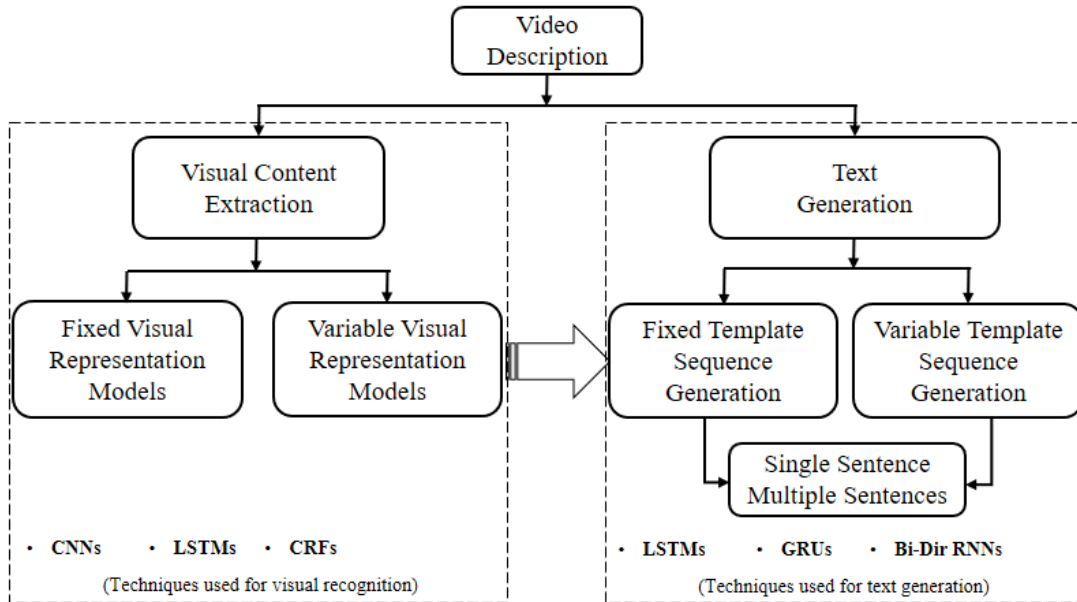 Video
Description
Visual Content
Extraction
Text
Generation
Fixed Visual
Representation
Models
Variable Visual
Representation
Models
Fixed Template
Sequence
Generation
Variable Template
Sequence
Generation
Single Sentence
Multiple Sentences
• CNNs • LSTMs • CRFs
(Techniques used for visual recognition)
• LSTMs • GRUs • Bi-Dir RNNs
(Techniques used for text generation)